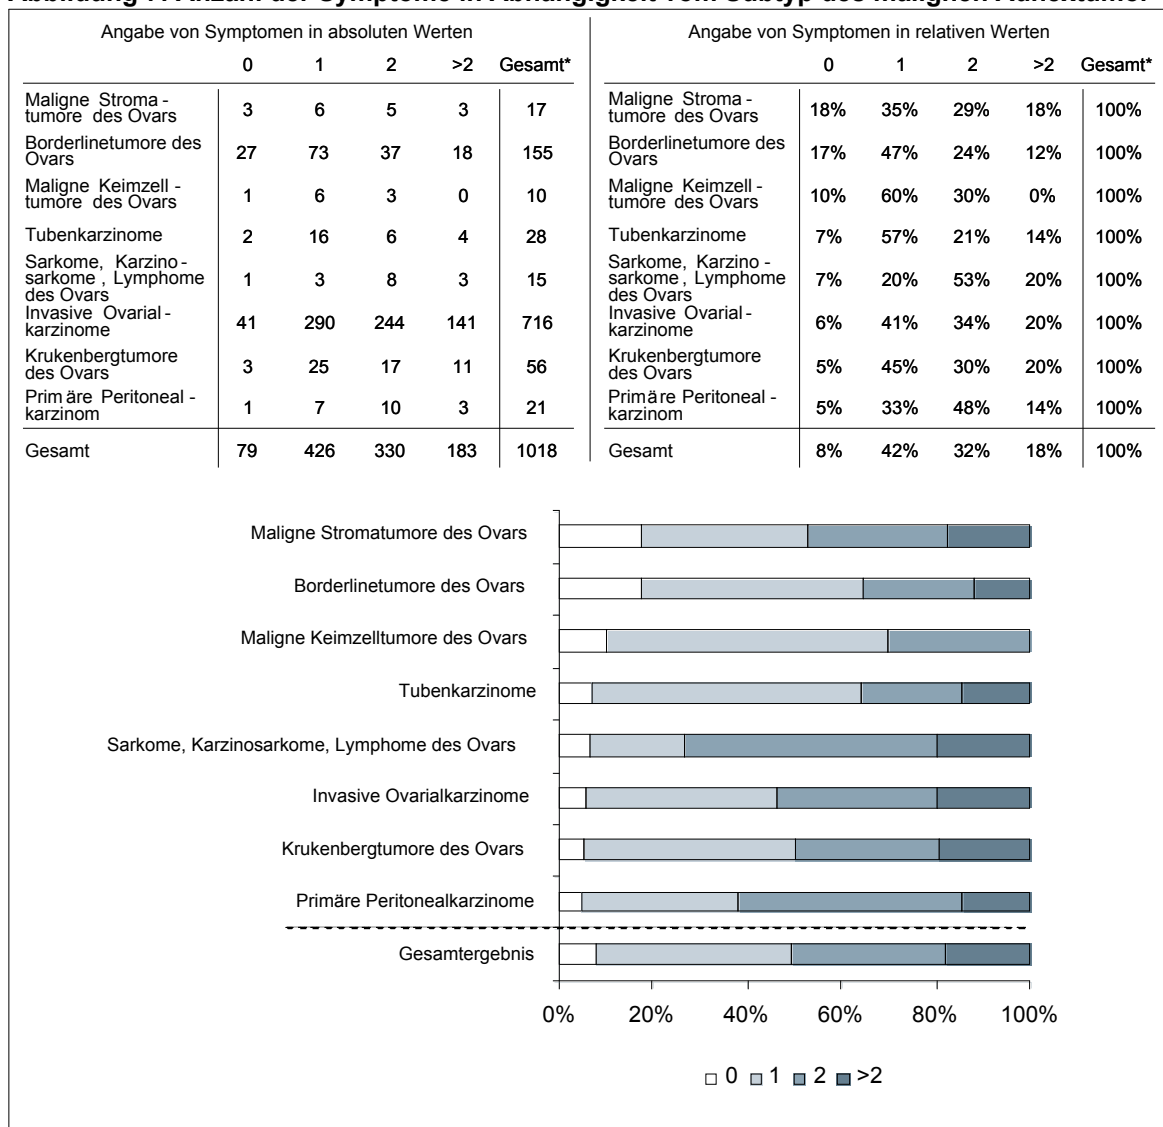 Angabe von Symptomen in absoluten Werten
0 1 2 >2 Gesamt*
Maligne Stroma -
tumore des Ovars 3 6 5 3 17
Borderlinetumore des
Ovars 27 73 37 18 155
Maligne Keimzell -
tumore des Ovars 1 6 3 0 10
Tubenkarzinome 2 16 6 4 28
Sarkome, Karzino -
sarkome , Lymphome 1 3 8 3 15
des Ovars
Invasive Ovarial -
karzinome 41 290 244 141 716
Krukenbergtumore
des Ovars 3 25 17 11 56
Primäre Peritoneal -
karzinom 1 7 10 3 21
Gesamt 79 426 330 183 1018
Angabe von Symptomen in relativen Werten
0 1 2 >2 Gesamt*
Maligne Stroma -
tumore des Ovars 18% 35% 29% 18% 100%
Borderlinetumore des
Ovars 17% 47% 24% 12% 100%
Maligne Keimzell -
tumore des Ovars 10% 60% 30% 0% 100%
Tubenkarzinome 7% 57% 21% 14% 100%
Sarkome, Karzino -
sarkome , Lymphome 7% 20% 53% 20% 100%
des Ovars
Invasive Ovarial -
karzinome 6% 41% 34% 20% 100%
Krukenbergtumore
des Ovars 5% 45% 30% 20% 100%
Primäre Peritoneal -
karzinom 5% 33% 48% 14% 100%
Gesamt 8% 42% 32% 18% 100%
Maligne Stromatumore des Ovars
Borderlinetumore des Ovars
Maligne Keimzelltumore des Ovars
Tubenkarzinome
Sarkome, Karzinosarkome, Lymphome des Ovars
Invasive Ovarialkarzinome
Krukenbergtumore des Ovars
Primäre Peritonealkarzinome
Gesamtergebnis
0% 20% 40% 60% 80% 100%
0 1 2 >2